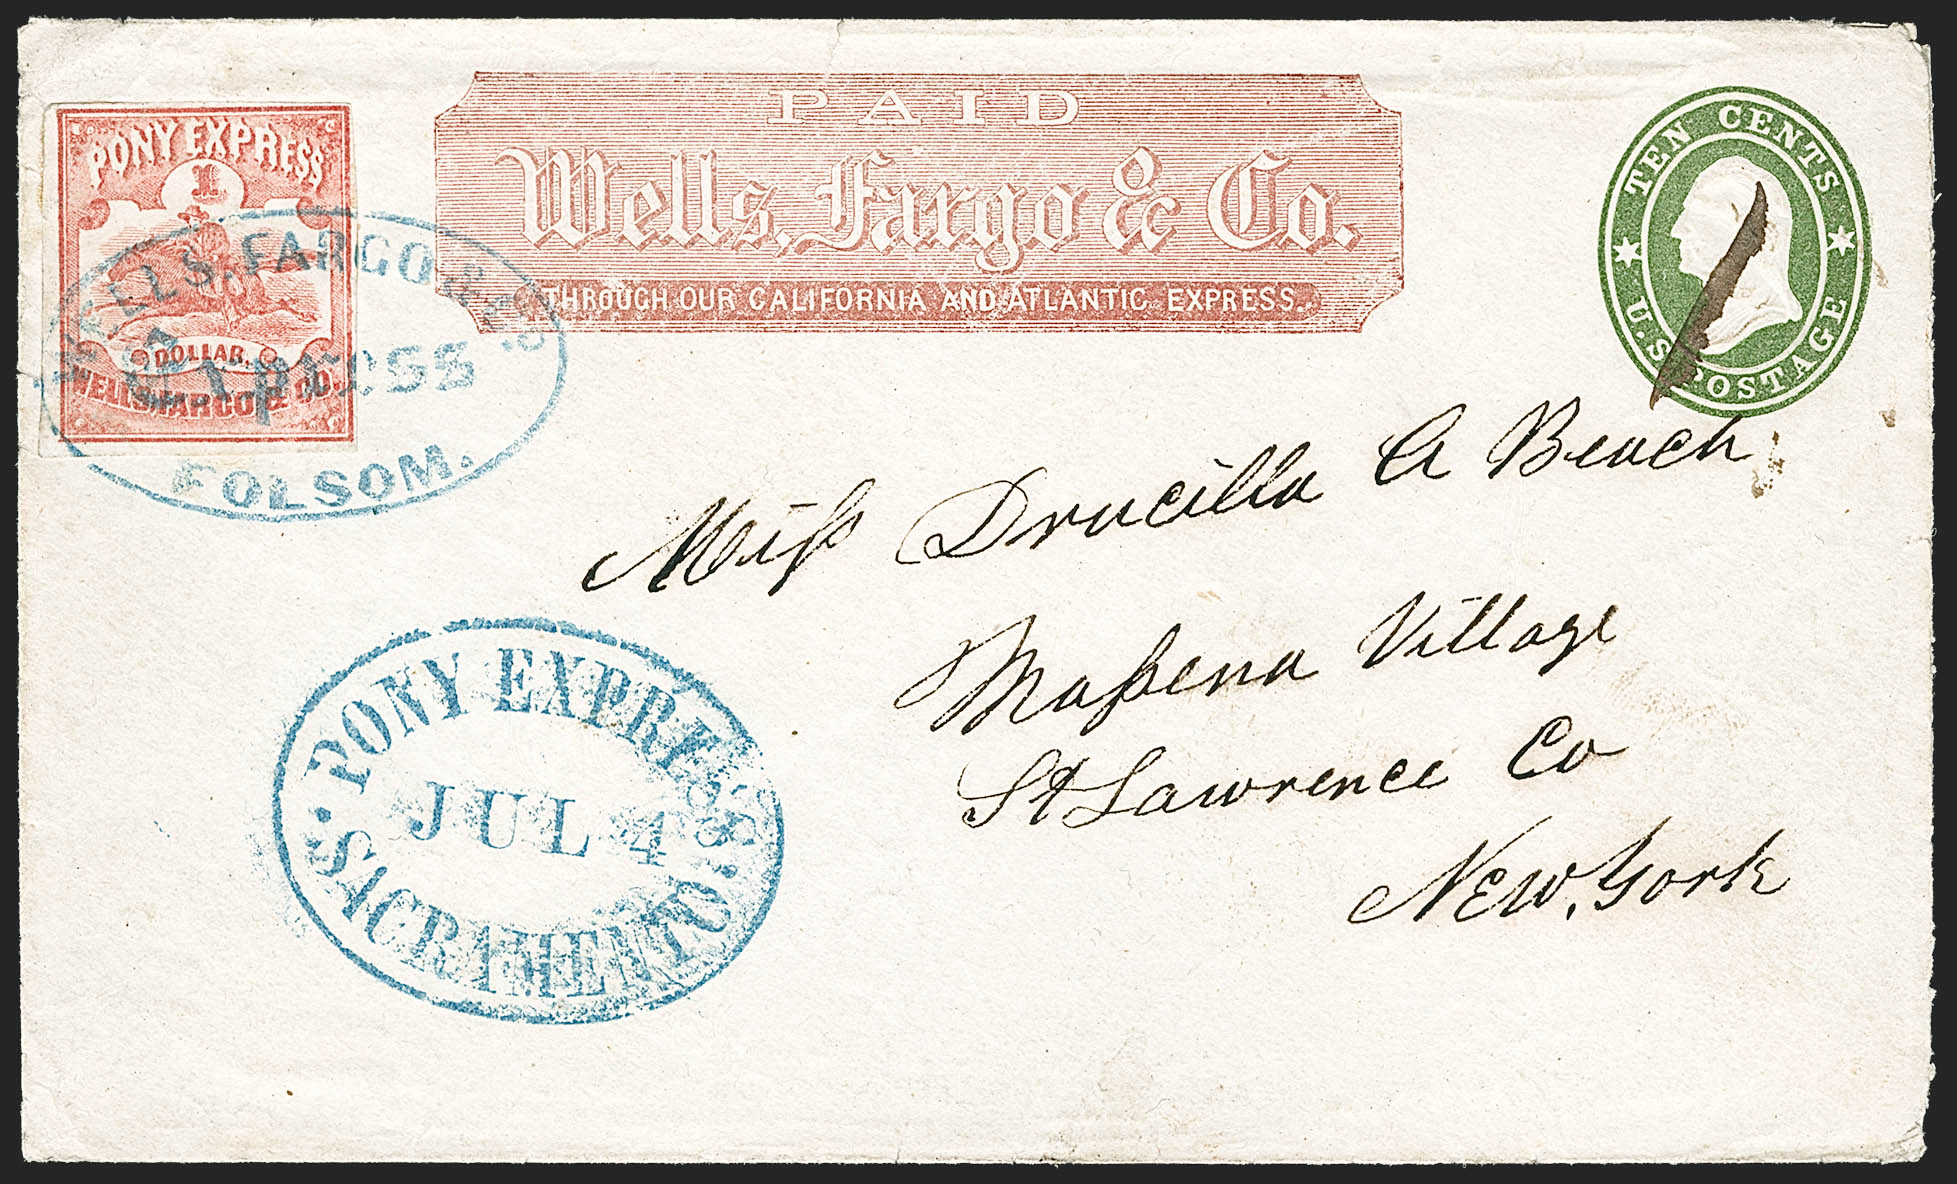 PONY EXPRESS
1
DOLLAR.
WELLS, FARGO & CO.
WELLS, FARGO & CO
Express
FOLSOM.
PAID
Wells, Fargo & Co.
THROUGH OUR CALIFORNIA AND ATLANTIC EXPRESS.
TEN CENTS
U.S. POSTAGE
Miss Drucilla A Beach
Massena Village
St Lawrence Co
New York
PONY EXPRESS
JUL 4
SACRAMENTO